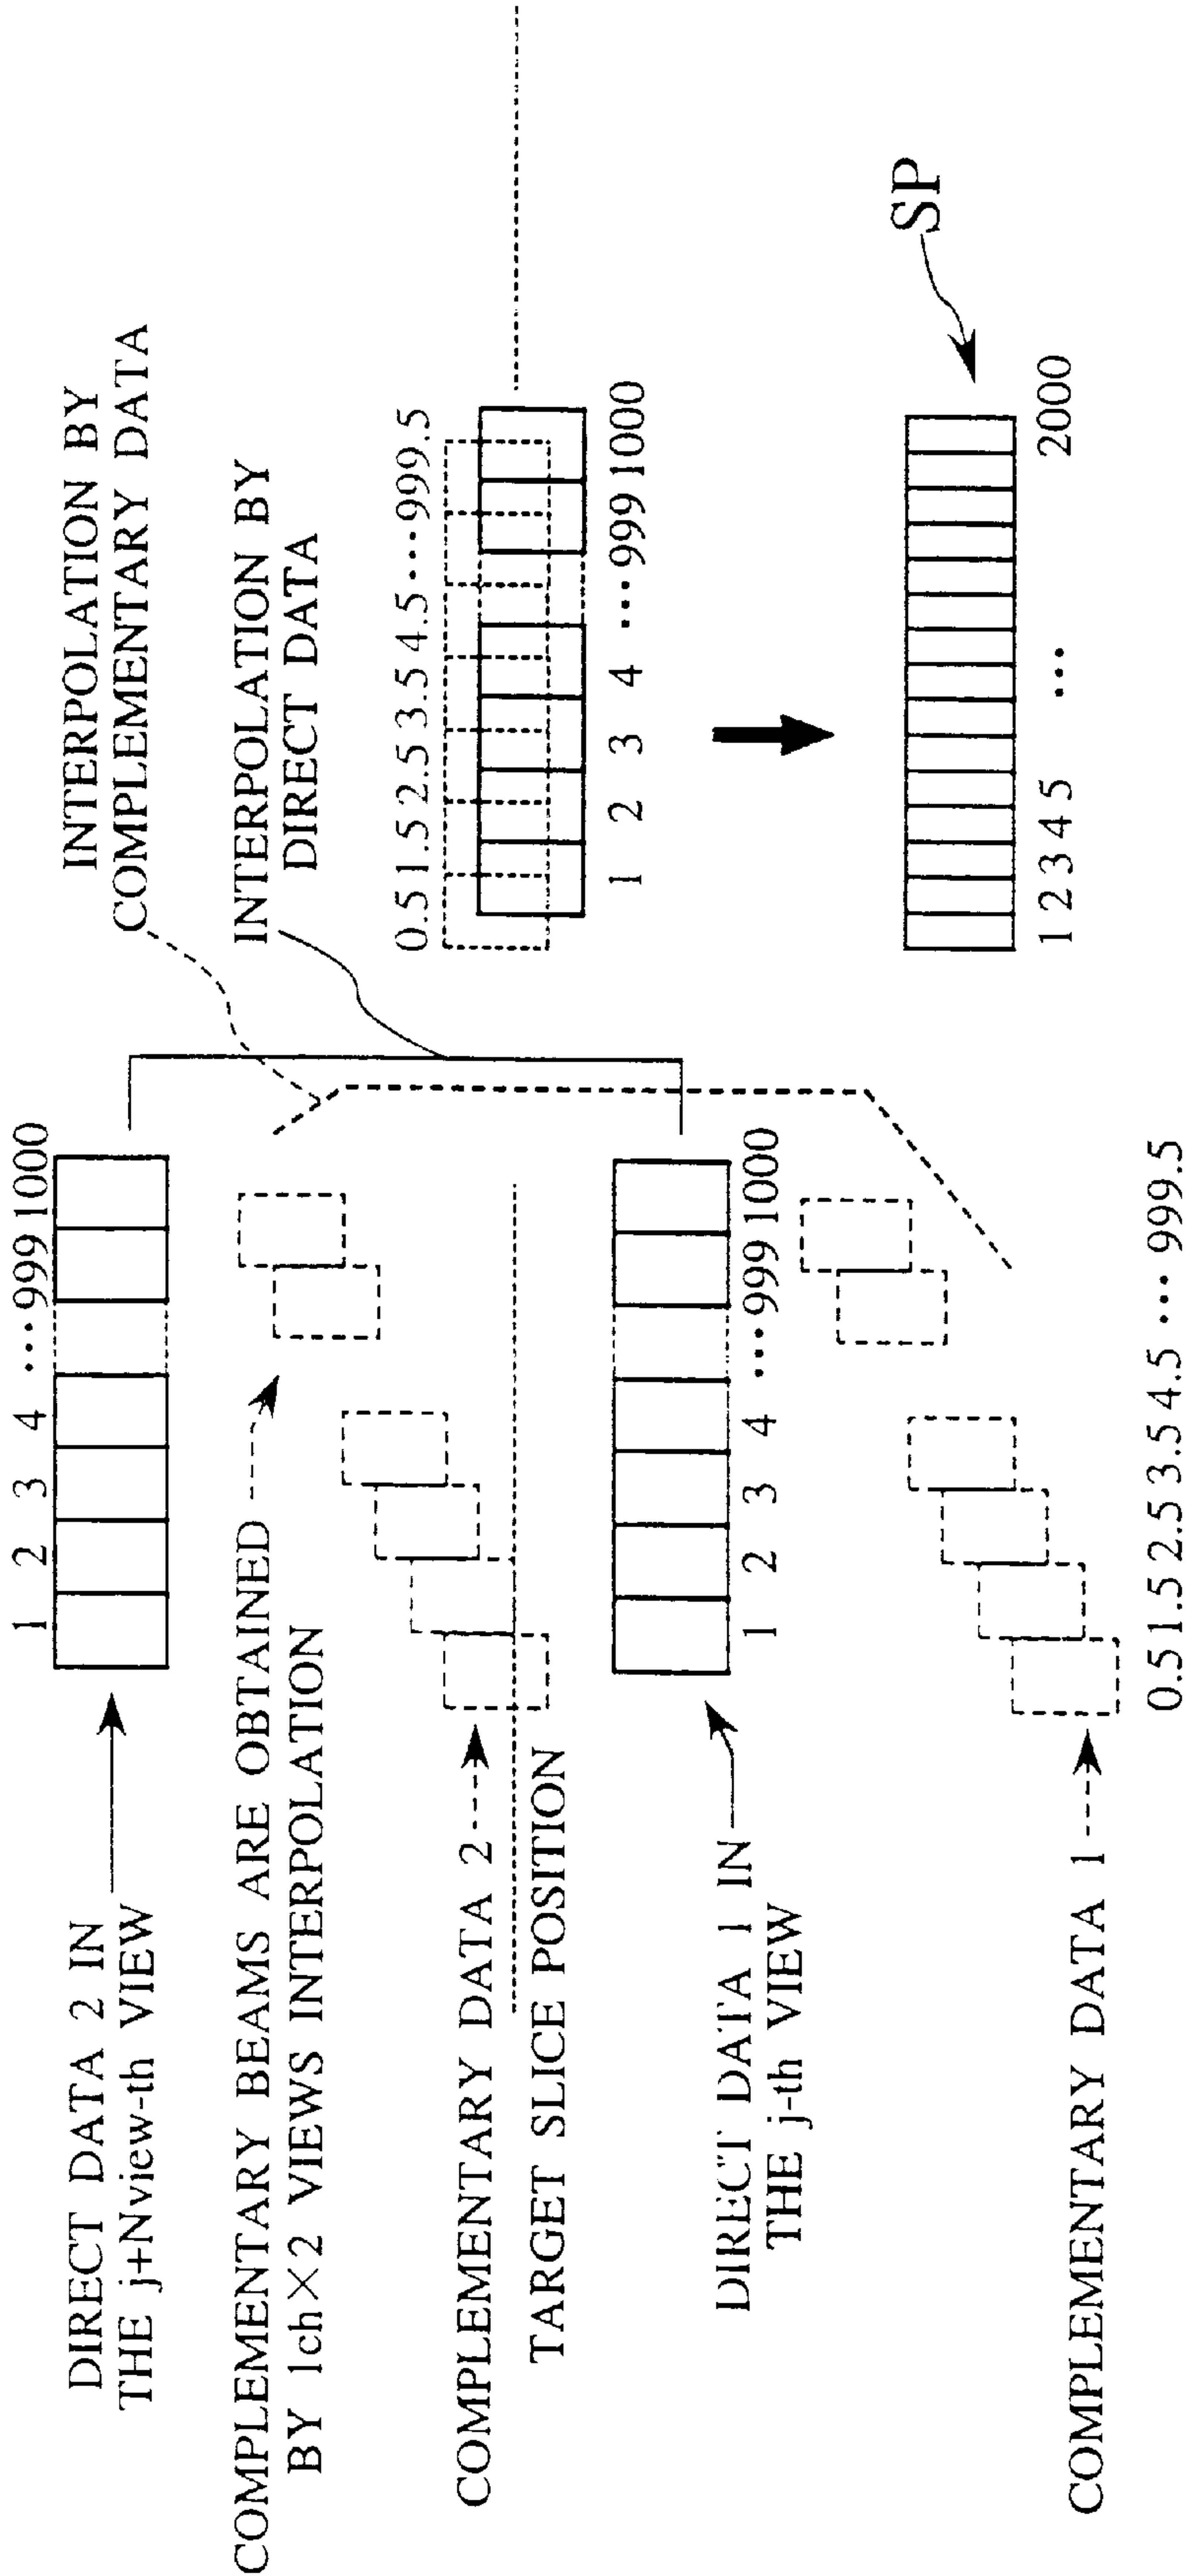 DIRECT DATA 2 IN
THE j+Nview-th VIEW
1 2 3 4 ⋯999 1000
COMPLEMENTARY BEAMS ARE OBTAINED
BY 1ch×2 VIEWS INTERPOLATION
COMPLEMENTARY DATA 2
TARGET SLICE POSITION
DIRECT DATA 1 IN
THE j-th VIEW
1 2 3 4 ⋯999 1000
COMPLEMENTARY DATA 1
0.5 1.5 2.5 3.5 4.5 ⋯ 999.5
INTERPOLATION BY
COMPLEMENTARY DATA
INTERPOLATION BY
DIRECT DATA
0.5 1.5 2.5 3.5 4.5 ⋯999.5
1 2 3 4 ⋯999 1000
SP
1 2 3 4 5 ⋯ 2000